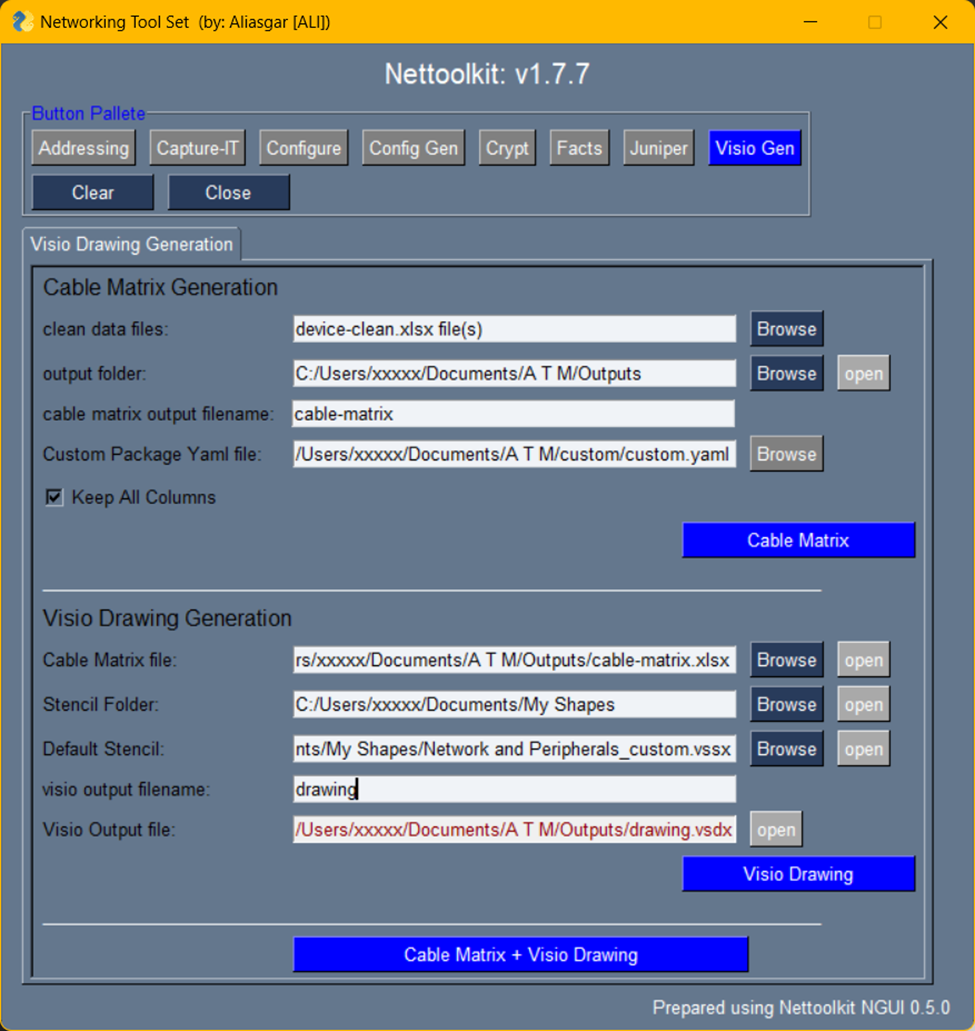 Networking Tool Set (by: Aliasgar [ALI])
Nettoolkit: v1.7.7
Button Pallete
Addressing Capture-IT Configure Config Gen Crypt Facts Juniper Visio Gen
Clear Close
Visio Drawing Generation
Cable Matrix Generation
clean data files: device-clean.xlsx file(s) Browse
output folder: C:/Users/xxxxx/Documents/A T M/Outputs Browse open
cable matrix output filename: cable-matrix
Custom Package Yaml file: /Users/xxxxx/Documents/A T M/custom/custom.yaml Browse
Keep All Columns
Cable Matrix
Visio Drawing Generation
Cable Matrix file: rs/xxxxx/Documents/A T M/Outputs/cable-matrix.xlsx Browse open
Stencil Folder: C:/Users/xxxxx/Documents/My Shapes Browse open
Default Stencil: nts/My Shapes/Network and Peripherals_custom.vssx Browse open
visio output filename: drawing
Visio Output file: /Users/xxxxx/Documents/A T M/Outputs/drawing.vsdx open
Visio Drawing
Cable Matrix + Visio Drawing
Prepared using Nettoolkit NGUI 0.5.0